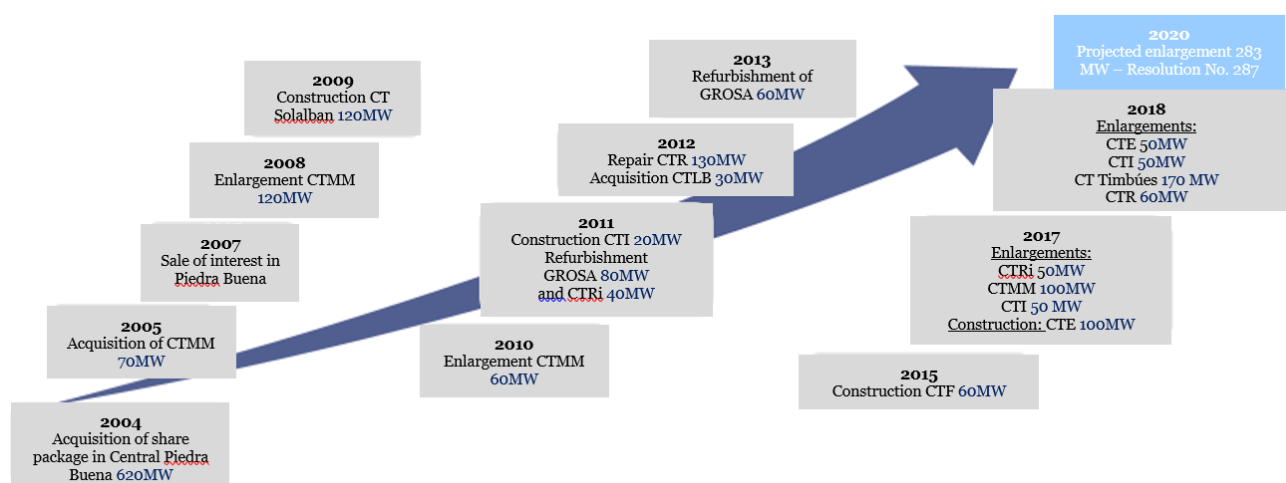 2004
Acquisition of share
package in Central Piedra
Buena 620MW
2005
Acquisition of CTMM
70MW
2007
Sale of interest in
Piedra Buena
2008
Enlargement CTMM
120MW
2009
Construction CT
Solalban 120MW
2010
Enlargement CTMM
60MW
2011
Construction CTI 20MW
Refurbishment
GROSA 80MW
and CTRi 40MW
2012
Repair CTR 130MW
Acquisition CTLB 30MW
2013
Refurbishment of
GROSA 60MW
2015
Construction CTF 60MW
2017
Enlargements:
CTRi 50MW
CTMM 100MW
CTI 50 MW
Construction: CTE 100MW
2018
Enlargements:
CTE 50MW
CTI 50MW
CT Timbúes 170 MW
CTR 60MW
2020
Projected enlargement 283
MW – Resolution No. 287